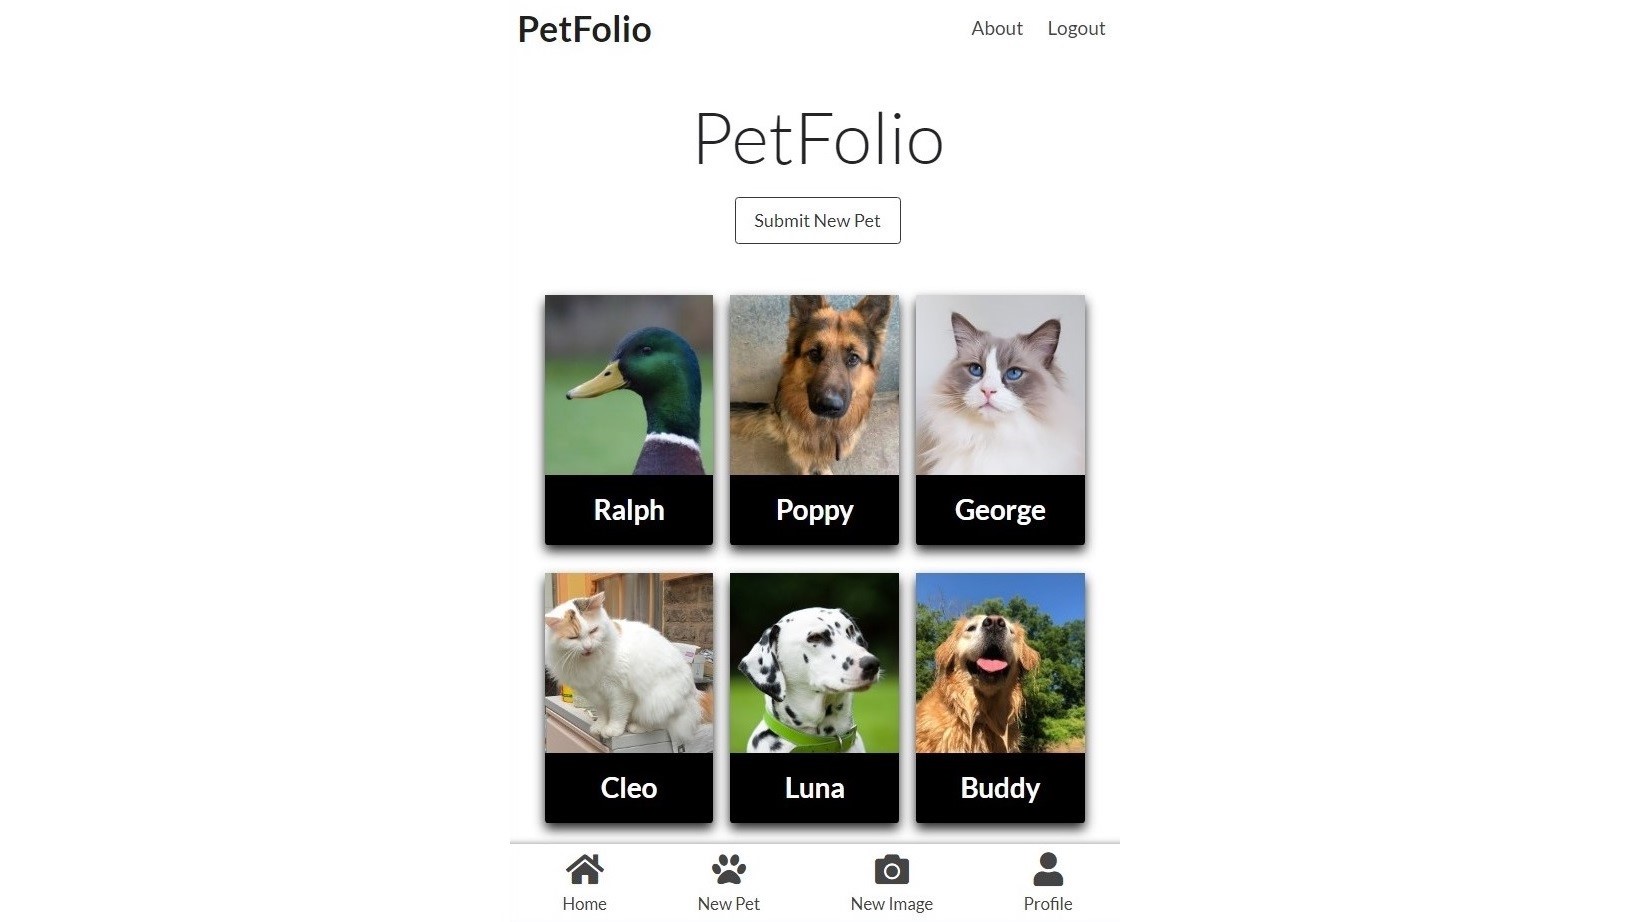 PetFolio
About Logout
PetFolio
Submit New Pet
Ralph
Poppy
George
Cleo
Luna
Buddy
Home
New Pet
New Image
Profile